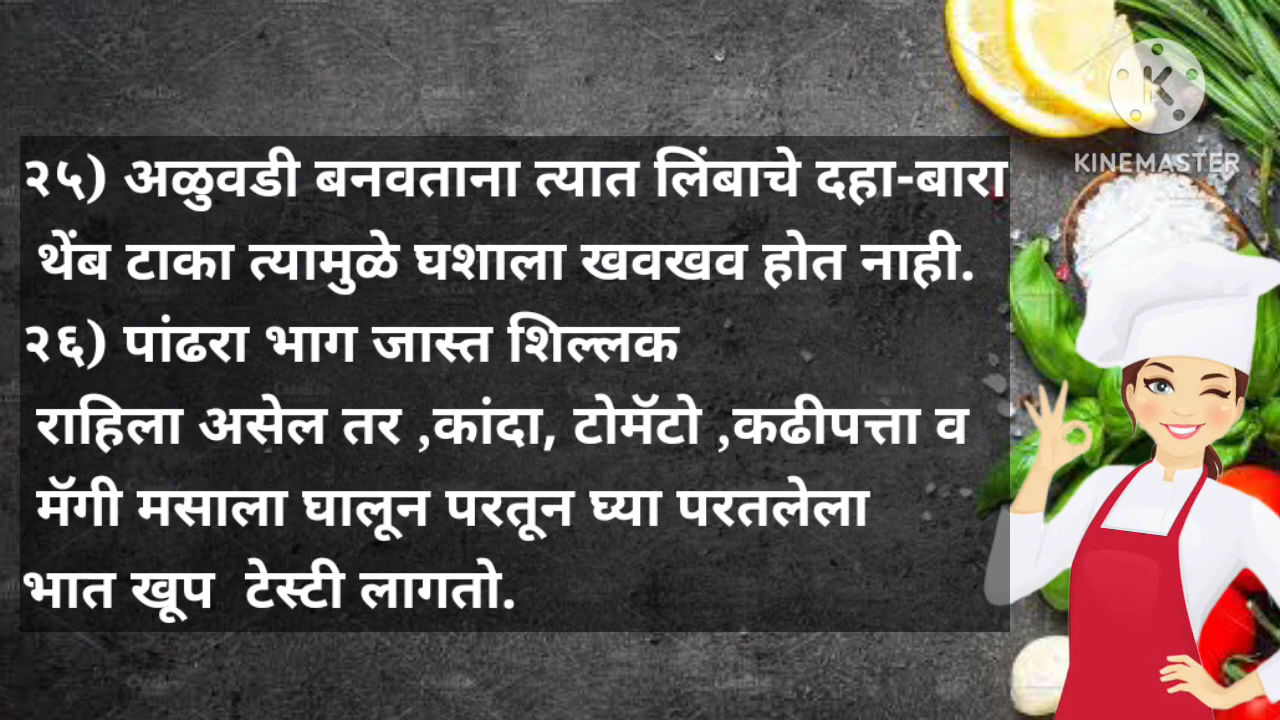 २५) अळुवडी बनवताना त्यात लिंबाचे दहा-बारा
थेंब टाका त्यामुळे घशाला खवखव होत नाही.
२६) पांढरा भाग जास्त शिल्लक
राहिला असेल तर ,कांदा, टोमॅटो ,कढीपत्ता व
मॅगी मसाला घालून परतून घ्या परतलेला
भात खूप टेस्टी लागतो.
KINEMASTER